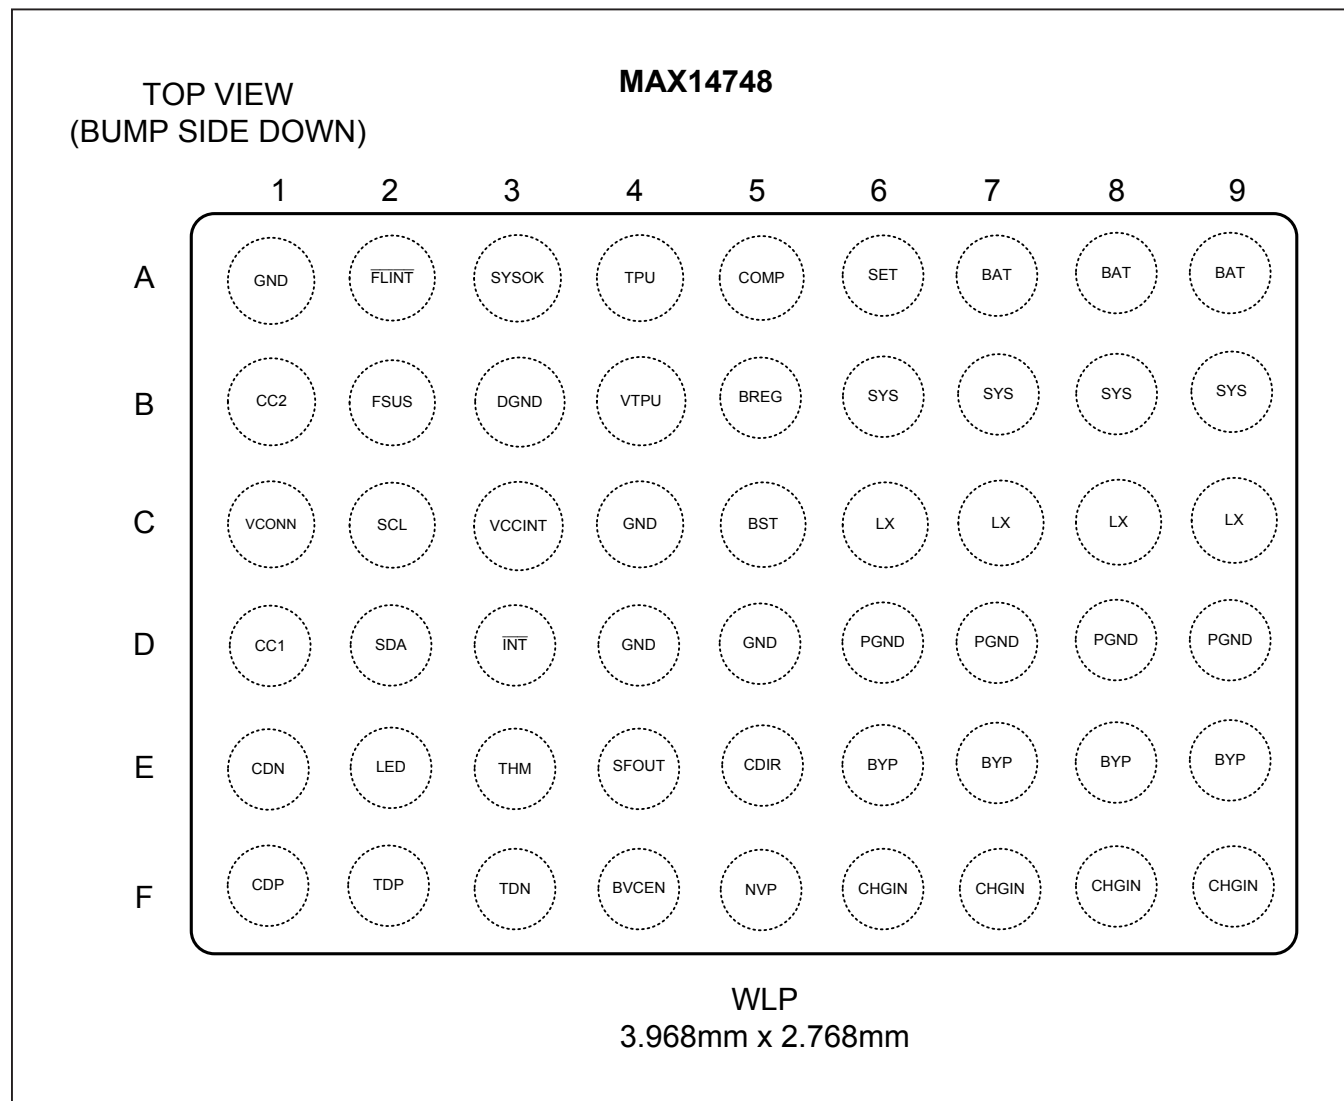 MAX14748
TOP VIEW
(BUMP SIDE DOWN)
1 2 3 4 5 6 7 8 9
A GND FLINT SYSOK TPU COMP SET BAT BAT BAT
B CC2 FSUS DGND VTPU BREG SYS SYS SYS SYS
C VCONN SCL VCCINT GND BST LX LX LX LX
D CC1 SDA INT GND GND PGND PGND PGND PGND
E CDN LED THM SFOUT CDIR BYP BYP BYP BYP
F CDP TDP TDN BVCEN NVP CHGIN CHGIN CHGIN CHGIN
WLP
3.968mm x 2.768mm